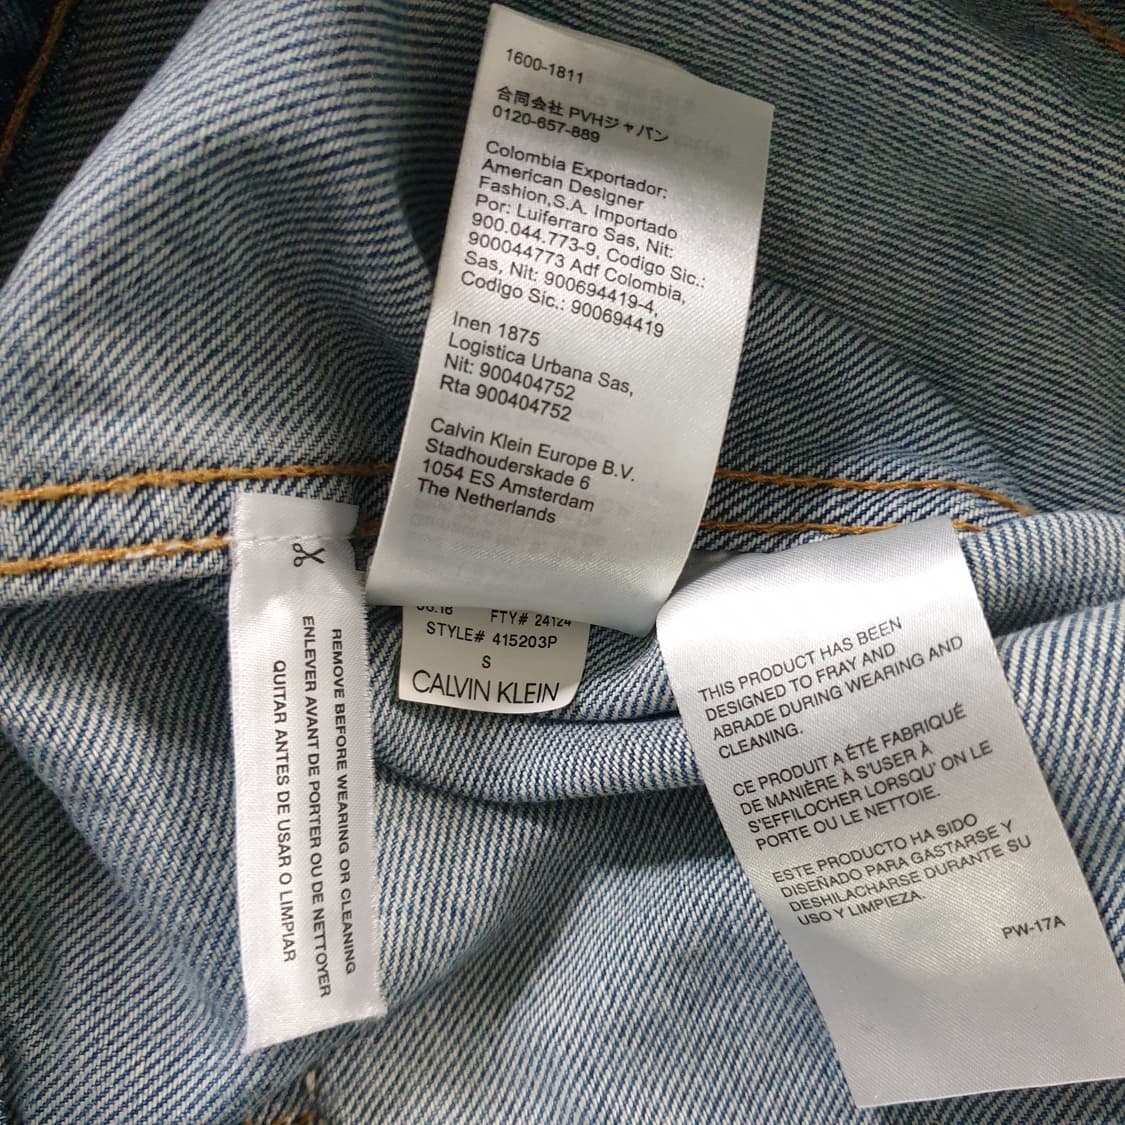 1600-1811
合同会社 PVHジャパン
0120-657-889
Colombia Exportador:
American Designer
Fashion,S.A. Importado
Por: Luiferraro Sas, Nit:
900.044.773-9, Codigo Sic.:
900044773 Adf Colombia,
Sas, Nit: 900694419-4,
Codigo Sic.: 900694419
Inen 1875
Logistica Urbana Sas,
Nit: 900404752
Rta 900404752
Calvin Klein Europe B.V.
Stadhouderskade 6
1054 ES Amsterdam
The Netherlands
FTY# 24124
STYLE# 415203P
S
CALVIN KLEIN
REMOVE BEFORE WEARING OR CLEANING
ENLEVER AVANT DE PORTER OU DE NETTOYER
QUITAR ANTES DE USAR O LIMPIAR
THIS PRODUCT HAS BEEN
DESIGNED TO FRAY AND
ABRADE DURING WEARING AND
CLEANING.
CE PRODUIT A ÉTÉ FABRIQUÉ
DE MANIÈRE À S'USER À
S'EFFILOCHER LORSQU' ON LE
PORTE OU LE NETTOIE.
ESTE PRODUCTO HA SIDO
DISEÑADO PARA GASTARSE Y
DESHILACHARSE DURANTE SU
USO Y LIMPIEZA.
PW-17A